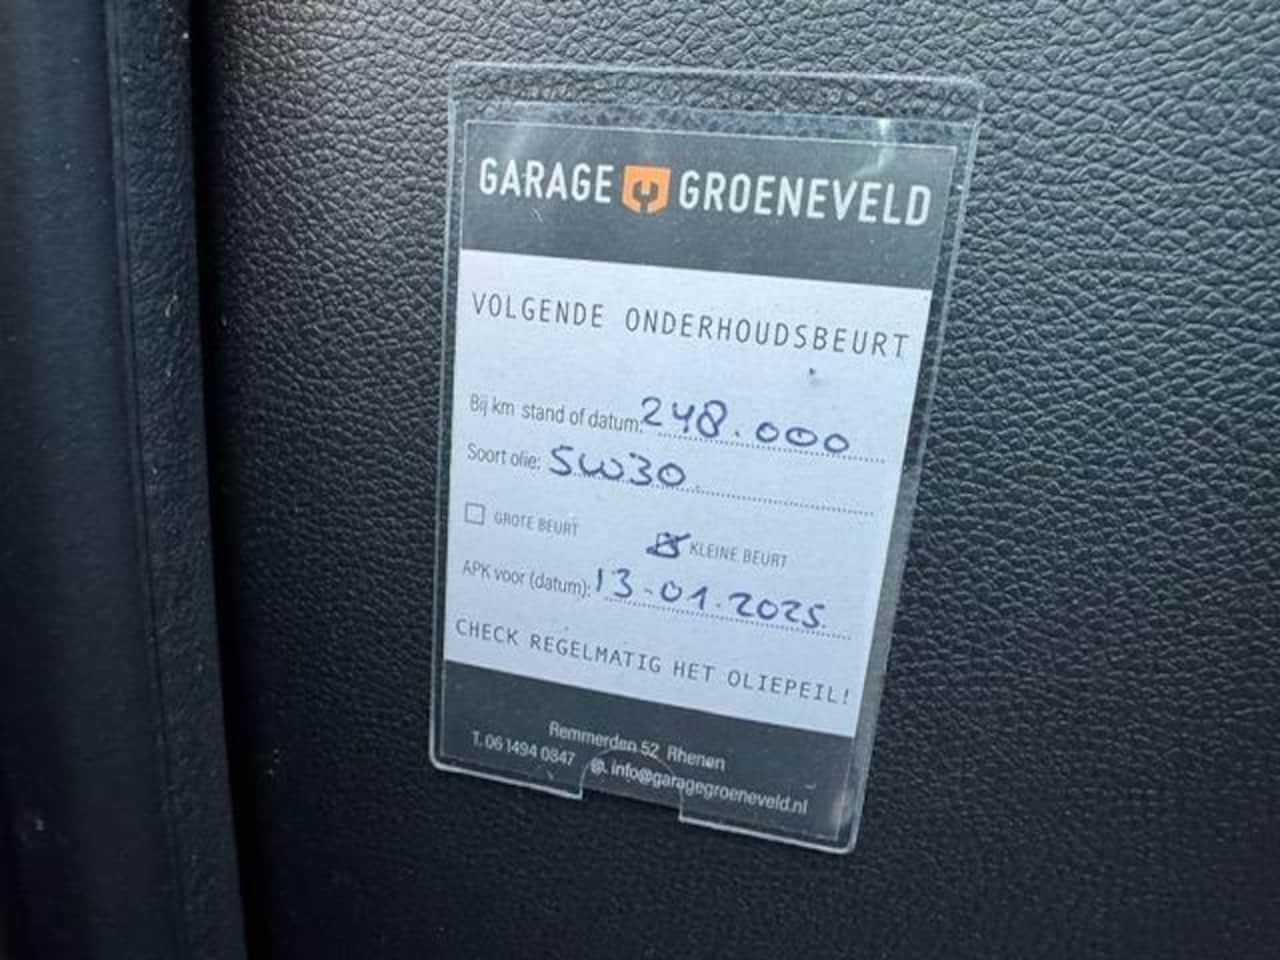 GARAGE GROENEVELD
VOLGENDE ONDERHOUDSBEURT
Bij km stand of datum: 248.000
Soort olie: 5W30.
GROTE BEURT KLEINE BEURT
APK voor (datum): 13-01-2025.
CHECK REGELMATIG HET OLIEPEIL!
Remmerden 52, Rhenen
T. 06 1494 0847 @. info@garagegroeneveld.nl